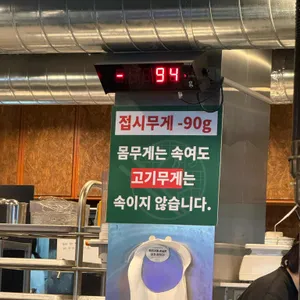 - 94
접시무게 -90g
몸무게는 속여도
고기무게는
속이지 않습니다.